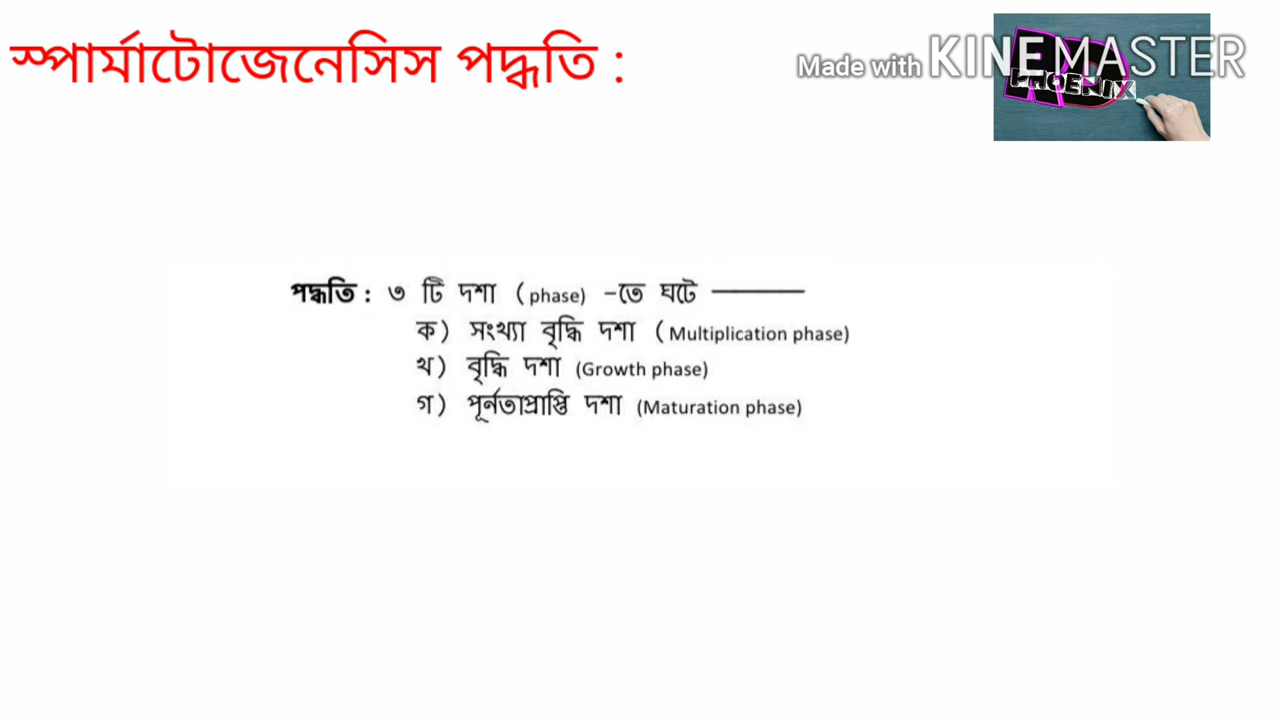 স্পার্মাটোজেনেসিস পদ্ধতি :
Made with KINEMASTER
PHOENIX
পদ্ধতি : ৩ টি দশা ( phase) -তে ঘটে ———
ক) সংখ্যা বৃদ্ধি দশা ( Multiplication phase)
খ) বৃদ্ধি দশা (Growth phase)
গ) পূর্নতাপ্রাপ্তি দশা (Maturation phase)